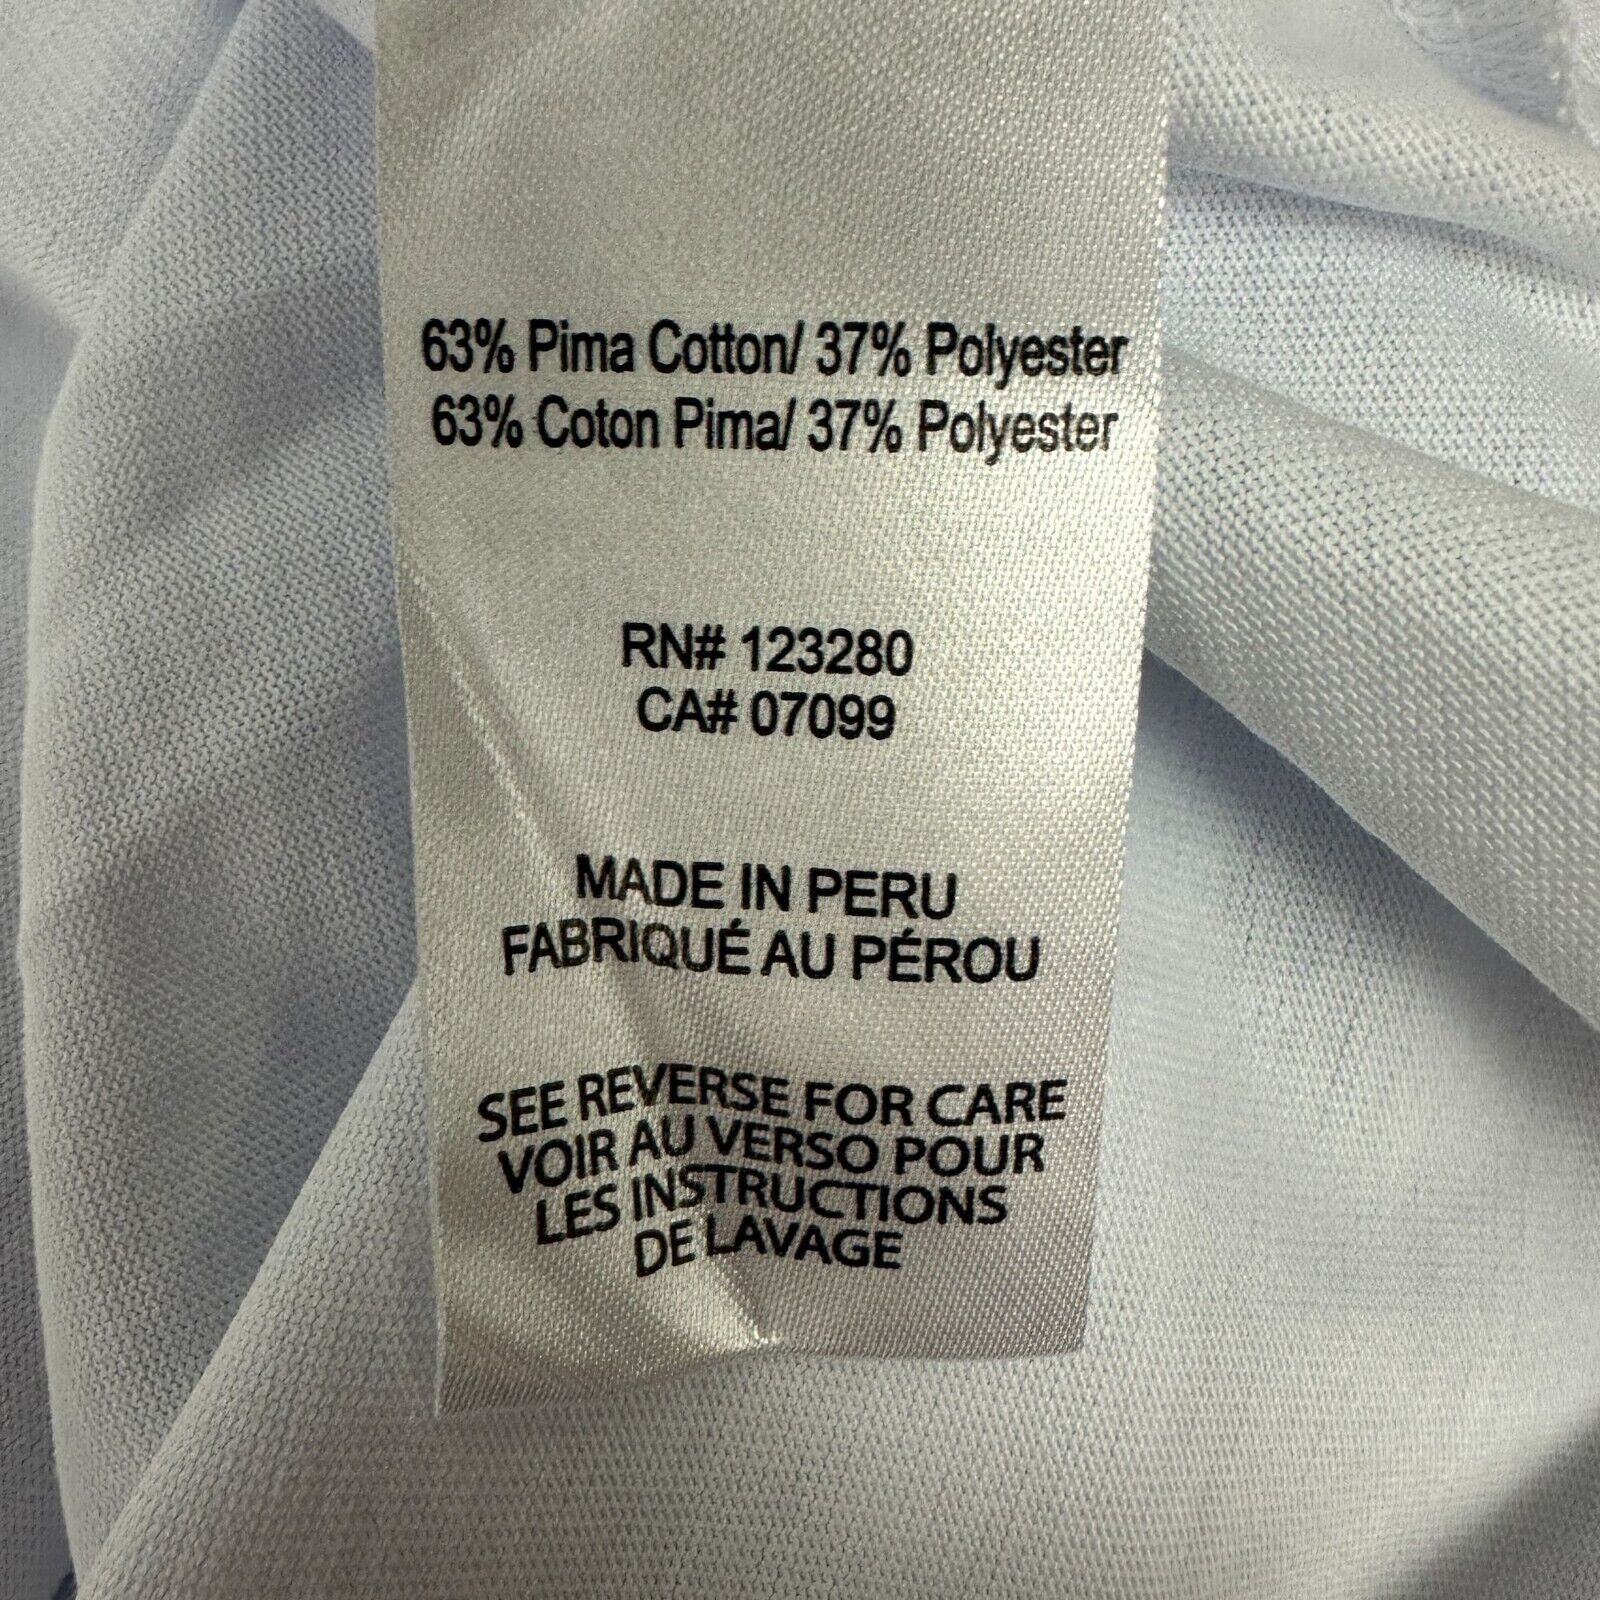 63% Pima Cotton/ 37% Polyester
63% Coton Pima/ 37% Polyester
RN# 123280
CA# 07099
MADE IN PERU
FABRIQUÉ AU PÉROU
SEE REVERSE FOR CARE
VOIR AU VERSO POUR
LES INSTRUCTIONS
DE LAVAGE